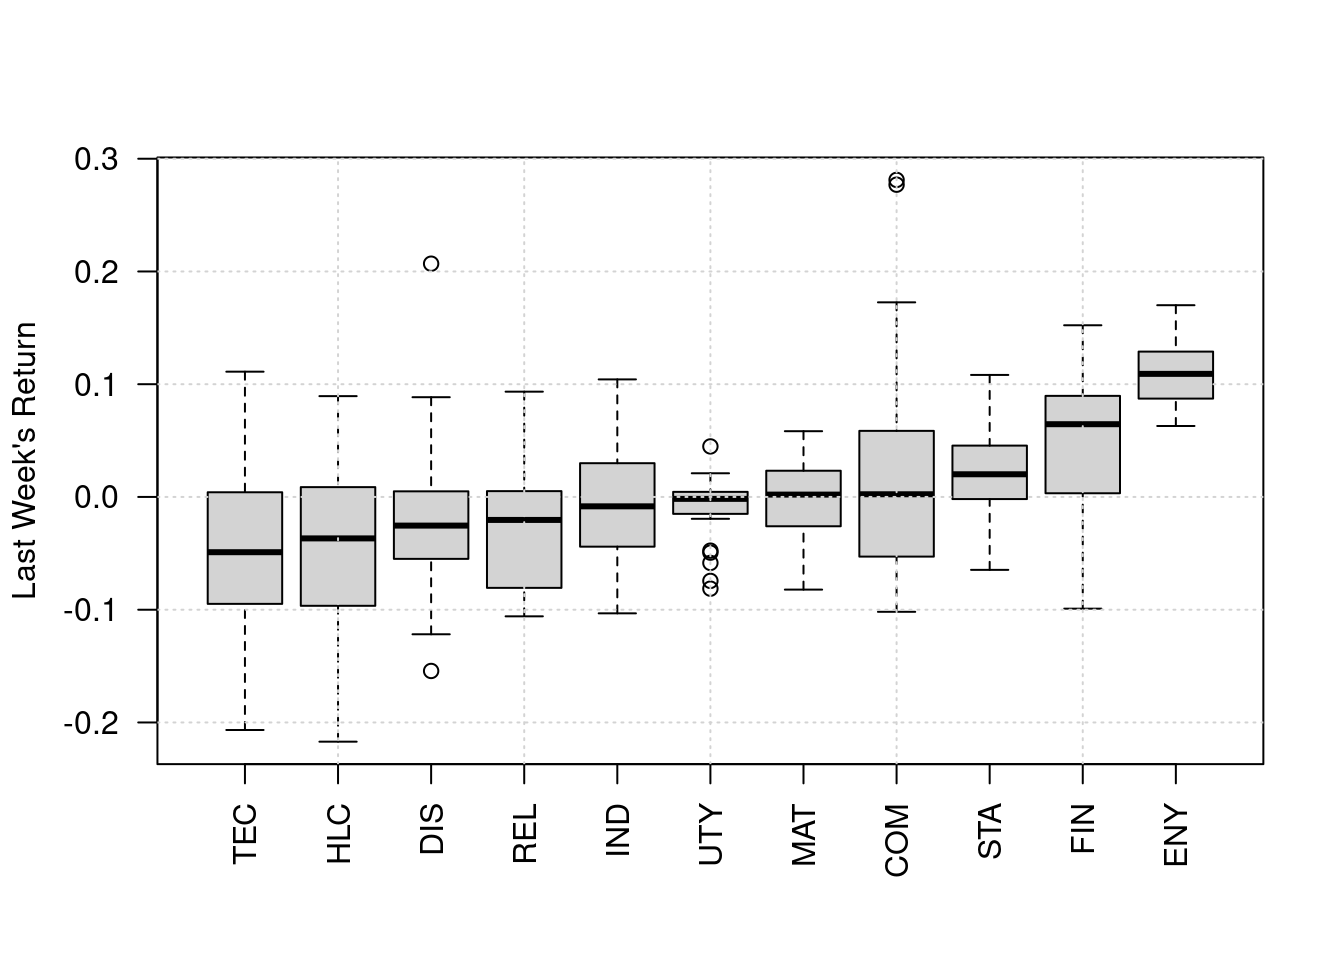 Last Week's Return
0.3
0.2
0.1
0.0
-0.1
-0.2
TEC
HLC
DIS
REL
IND
UTY
MAT
COM
STA
FIN
ENY